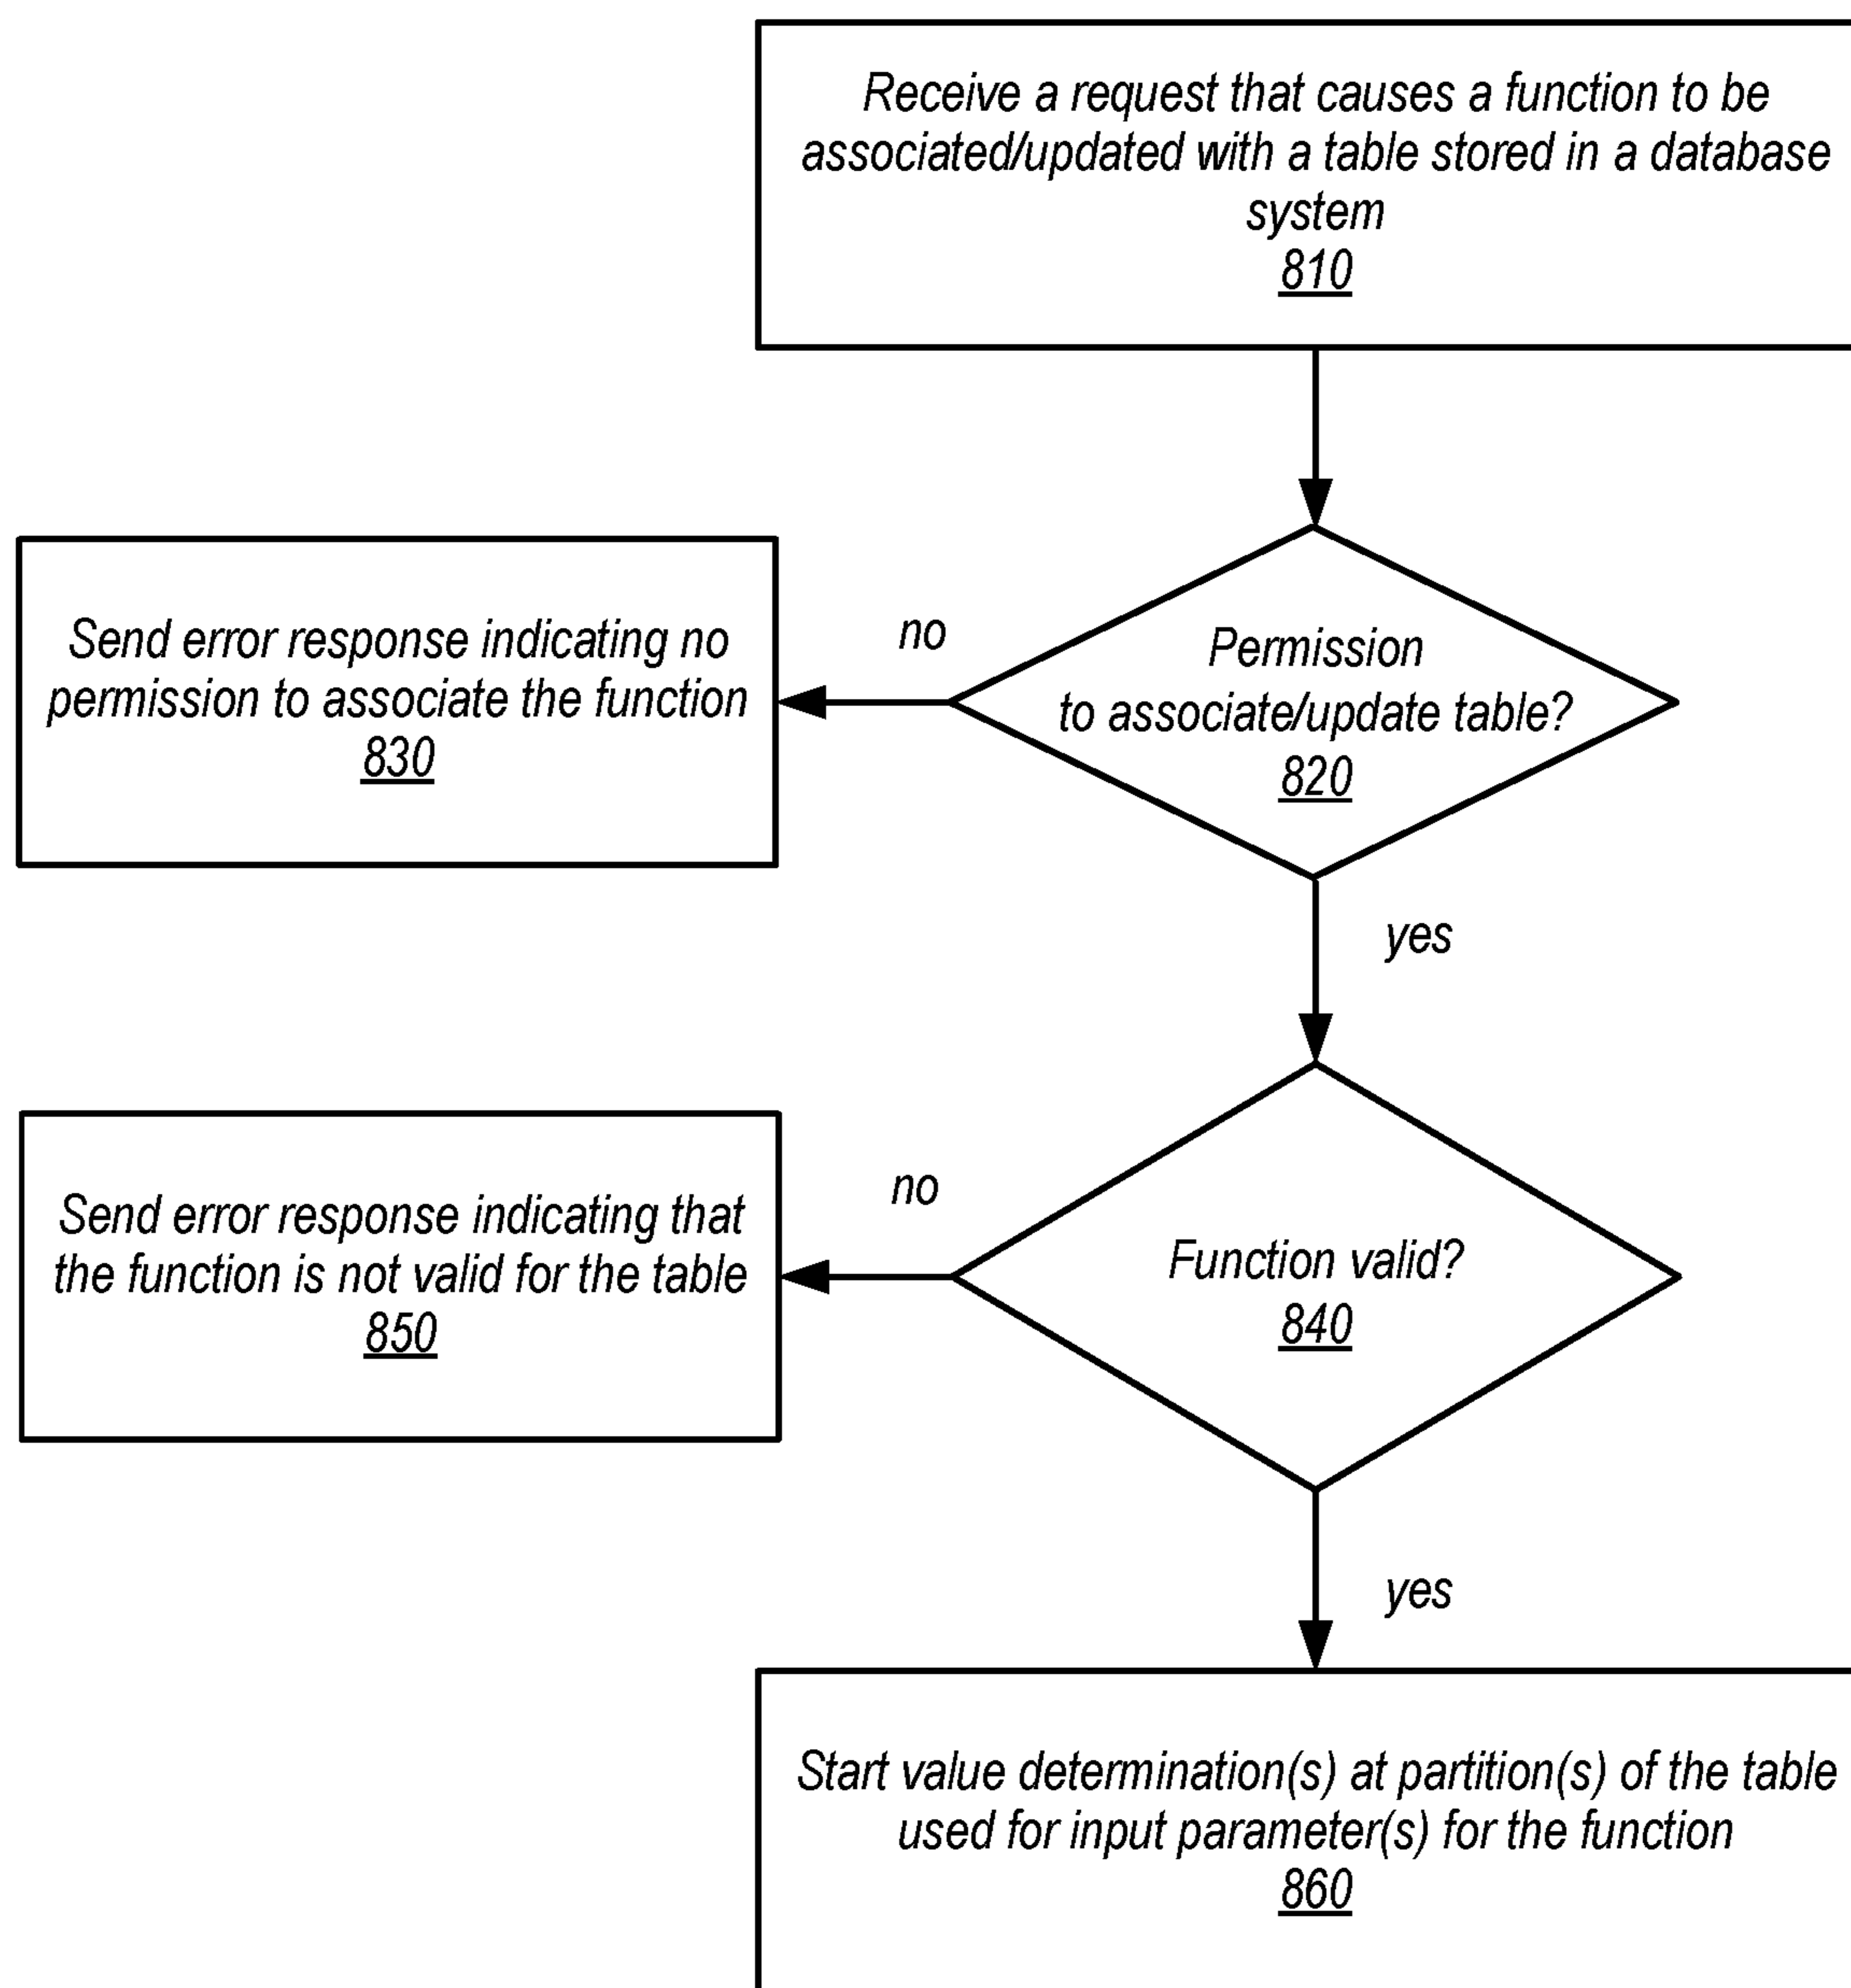 Receive a request that causes a function to be
associated/updated with a table stored in a database
system
810
Send error response indicating no
permission to associate the function
830
no
Permission
to associate/update table?
820
yes
Send error response indicating that
the function is not valid for the table
850
no
Function valid?
840
yes
Start value determination(s) at partition(s) of the table
used for input parameter(s) for the function
860